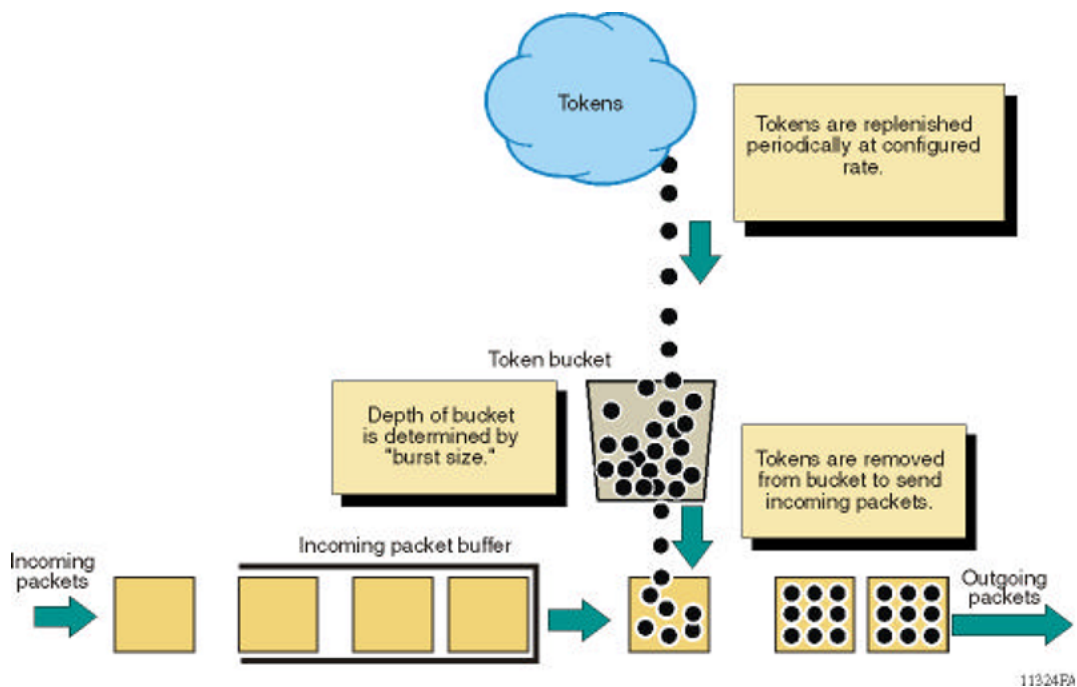 Tokens
Tokens are replenished
periodically at configured
rate.
Token bucket
Depth of bucket
is determined by
"burst size."
Tokens are removed
from bucket to send
incoming packets.
Incoming packet buffer
Incoming
packets
Outgoing
packets
11324FA